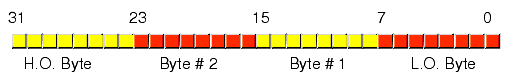 31 23 15 7 0
H.O. Byte Byte # 2 Byte # 1 L.O. Byte